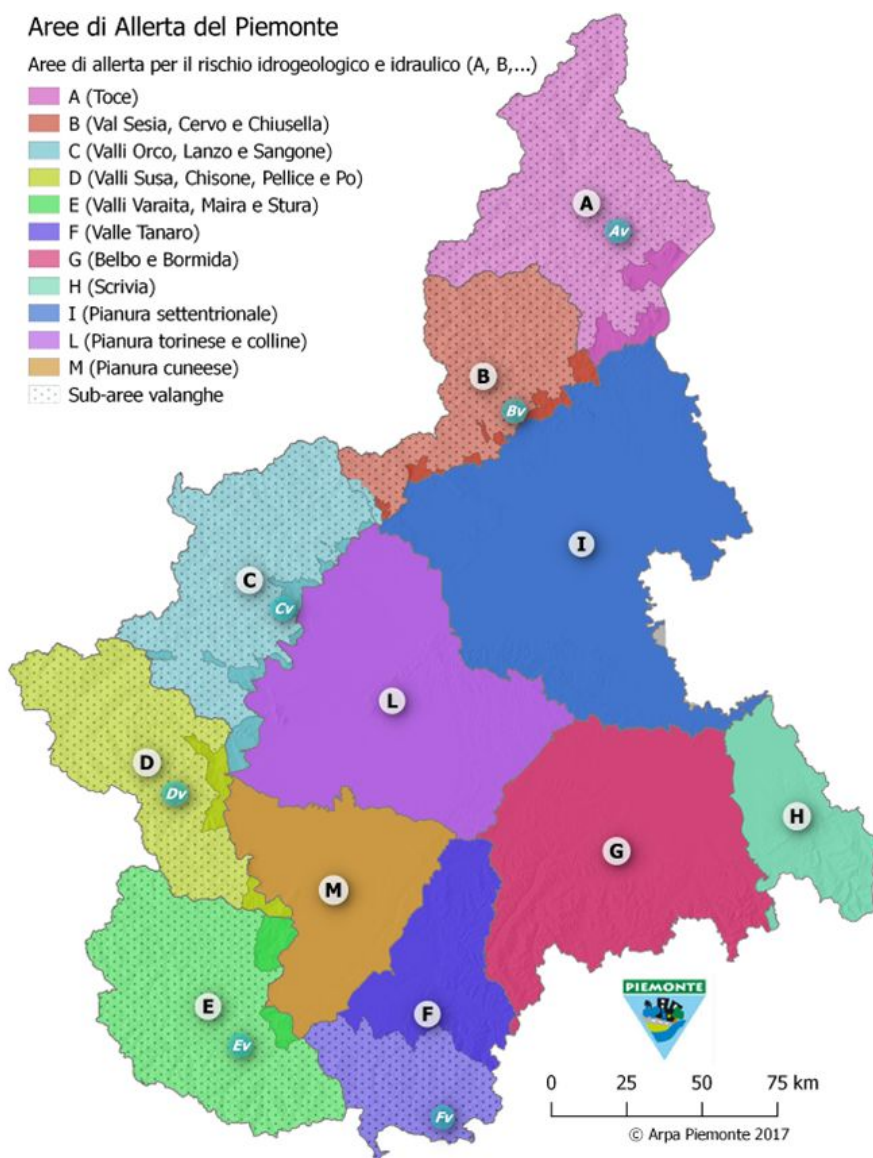 Aree di Allerta del Piemonte
Aree di allerta per il rischio idrogeologico e idraulico (A, B,...)
A (Toce)
B (Val Sesia, Cervo e Chiusella)
C (Valli Orco, Lanzo e Sangone)
D (Valli Susa, Chisone, Pellice e Po)
E (Valli Varaita, Maira e Stura)
F (Valle Tanaro)
G (Belbo e Bormida)
H (Scrivia)
I (Pianura settentrionale)
L (Pianura torinese e colline)
M (Pianura cuneese)
Sub-aree valanghe
A
Av
B
Bv
I
C
Cv
L
D
Dv
H
G
M
E
F
Ev
Fv
PIEMONTE
0 25 50 75 km
© Arpa Piemonte 2017